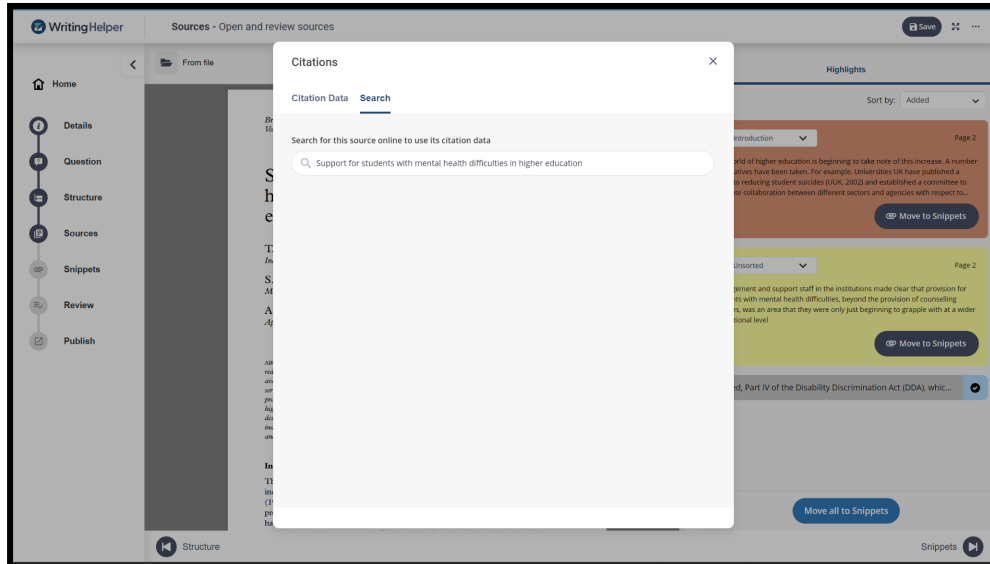 WritingHelper
Sources - Open and review sources
Save
Home
Details
Question
Structure
Sources
Snippets
Review
Publish
From file
Citations
Citation Data
Search
Search for this source online to use its citation data
Support for students with mental health difficulties in higher education
Highlights
Sort by: Added
Introduction
Page 2
orld of higher education is beginning to take note of this increase. A number
atives have been taken. For example, Universities UK have published a
to reducing student suicides (UUK, 2002) and established a committee to
te collaboration between different sectors and agencies with respect to...
Move to Snippets
Unsorted
Page 2
gement and support staff in the institutions made clear that provision for
nts with mental health difficulties, beyond the provision of counselling
es, was an area that they were only just beginning to grapple with at a wider
tional level
Move to Snippets
ed, Part IV of the Disability Discrimination Act (DDA), whic...
Move all to Snippets
Structure
Snippets